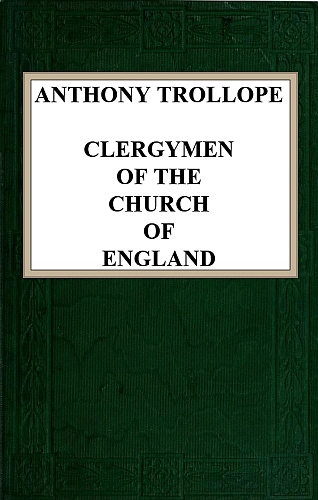 ANTHONY TROLLOPE
CLERGYMEN
OF THE
CHURCH
OF
ENGLAND